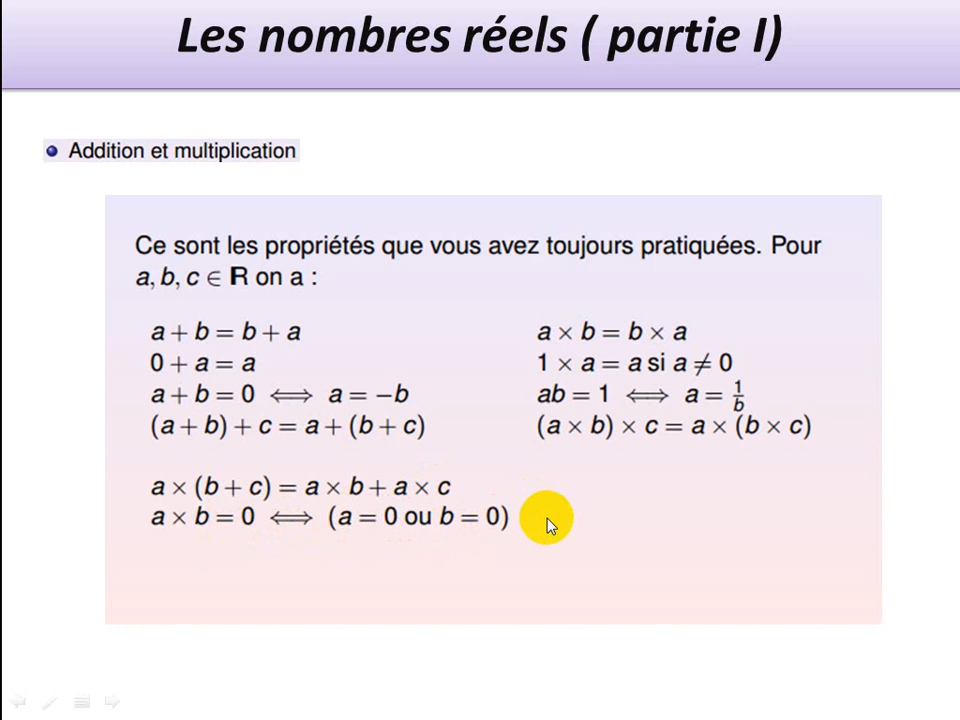 Les nombres réels ( partie I)
Addition et multiplication
Ce sont les propriétés que vous avez toujours pratiquées. Pour
a, b, c ∈ R on a :
a + b = b + a
0 + a = a
a + b = 0 ⟺ a = −b
(a + b) + c = a + (b + c)
a × b = b × a
1 × a = a si a ≠ 0
ab = 1 ⟺ a = 1/b
(a × b) × c = a × (b × c)
a × (b + c) = a × b + a × c
a × b = 0 ⟺ (a = 0 ou b = 0)